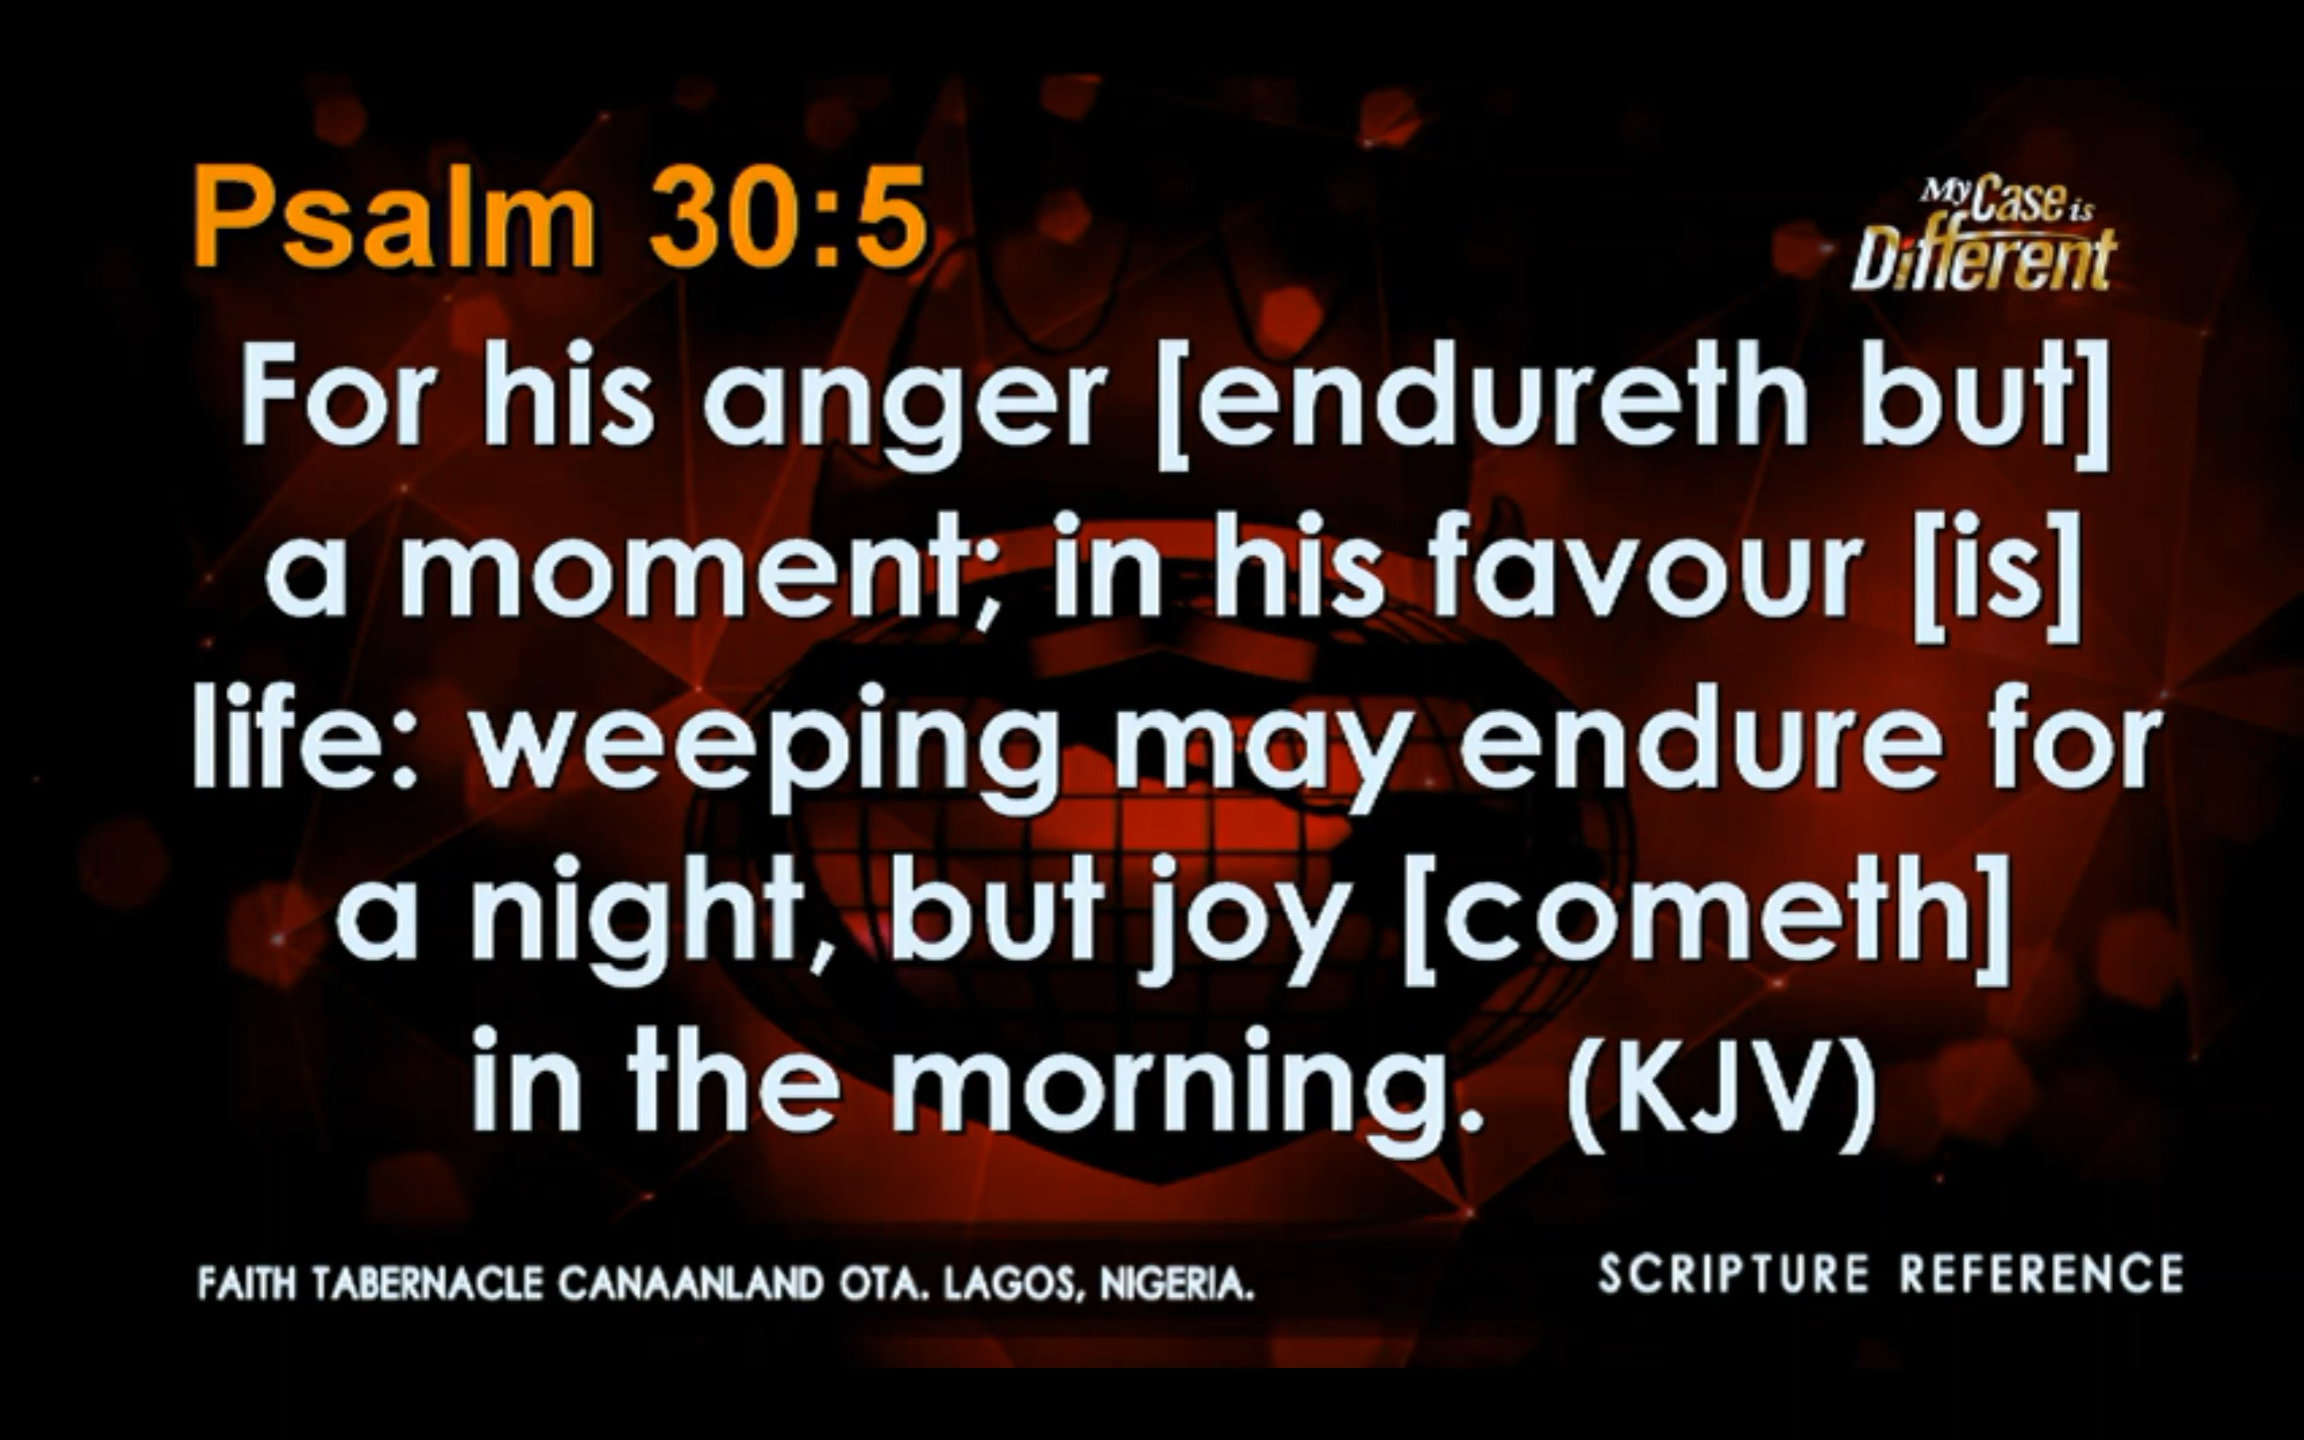 Psalm 30:5
My Case is
Different
For his anger [endureth but]
a moment; in his favour [is]
life: weeping may endure for
a night, but joy [cometh]
in the morning.  (KJV)
FAITH TABERNACLE CANAANLAND OTA. LAGOS, NIGERIA.
SCRIPTURE REFERENCE